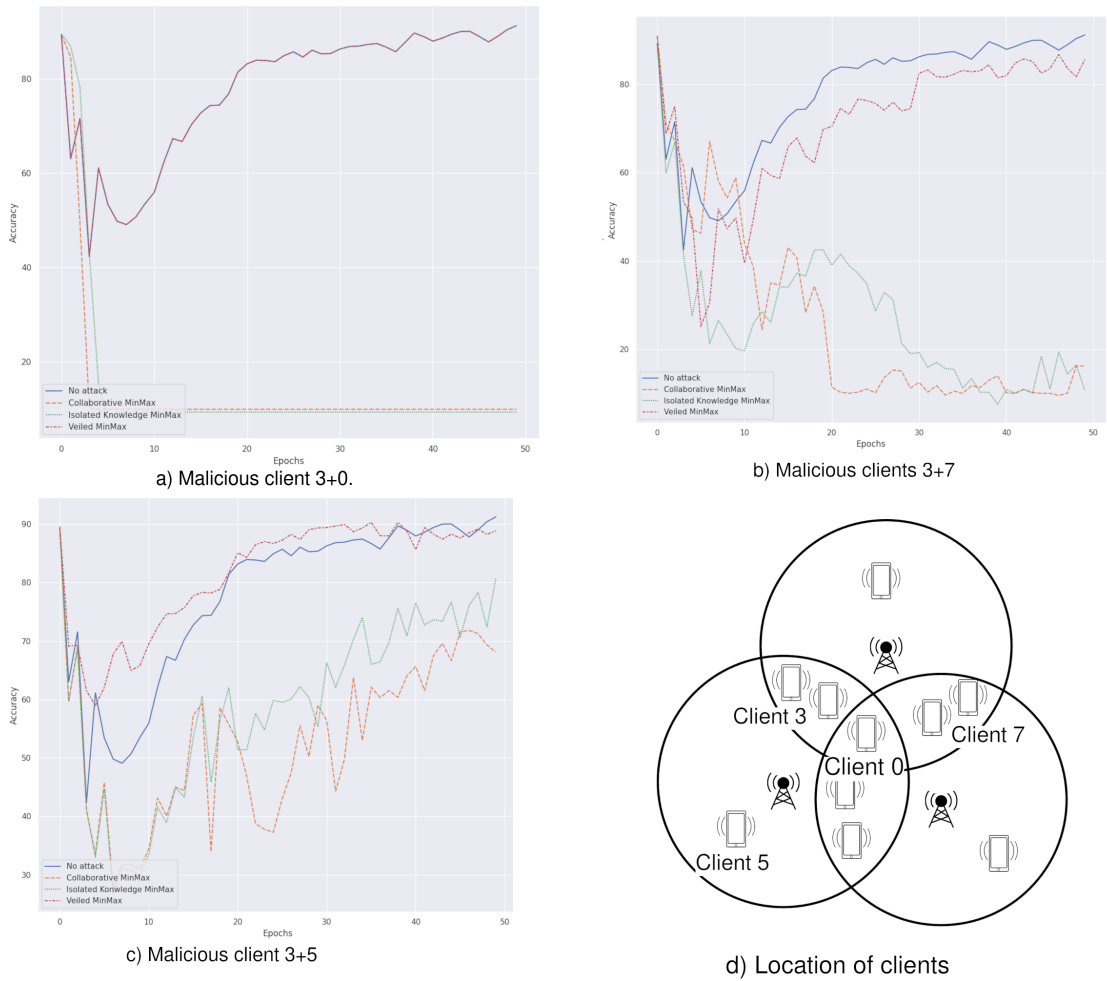 80
60
40
20
Accuracy
No attack
Collaborative MinMax
Isolated Knowledge MinMax
Veiled MinMax
0
10
20
30
40
50
Epochs
a) Malicious client 3+0.
80
60
40
20
Accuracy
No attack
Collaborative MinMax
Isolated Knowledge MinMax
Veiled MinMax
0
10
20
30
40
50
Epochs
b) Malicious clients 3+7
90
80
70
60
50
40
30
Accuracy
No attack
Collaborative MinMax
Isolated Konwledge MinMax
Veiled MinMax
0
10
20
30
40
50
Epochs
c) Malicious client 3+5
Client 3
Client 7
Client 0
Client 5
d) Location of clients